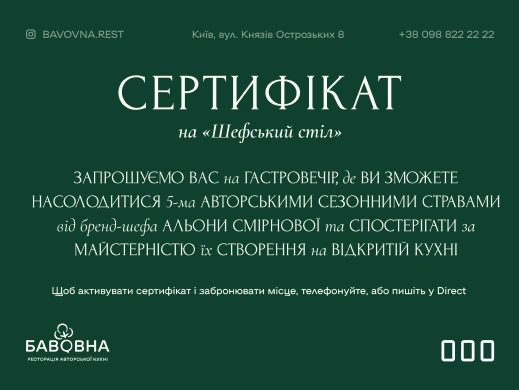 BAVOVNA.REST
Київ, вул. Князів Острозьких 8
+38 098 822 22 22
СЕРТИФІКАТ
на «Шефський стіл»
ЗАПРОШУЄМО ВАС на ГАСТРОВЕЧІР, де ВИ ЗМОЖЕТЕ
НАСОЛОДИТИСЯ 5-ма АВТОРСЬКИМИ СЕЗОННИМИ СТРАВАМИ
від бренд-шефа АЛЬОНИ СМІРНОВОЇ та СПОСТЕРІГАТИ за
МАЙСТЕРНІСТЮ їх СТВОРЕННЯ на ВІДКРИТІЙ КУХНІ
Щоб активувати сертифікат і забронювати місце, телефонуйте, або пишіть у Direct
БАВОВНА
РЕСТОРАЦІЯ АВТОРСЬКОЇ КУХНІ
000